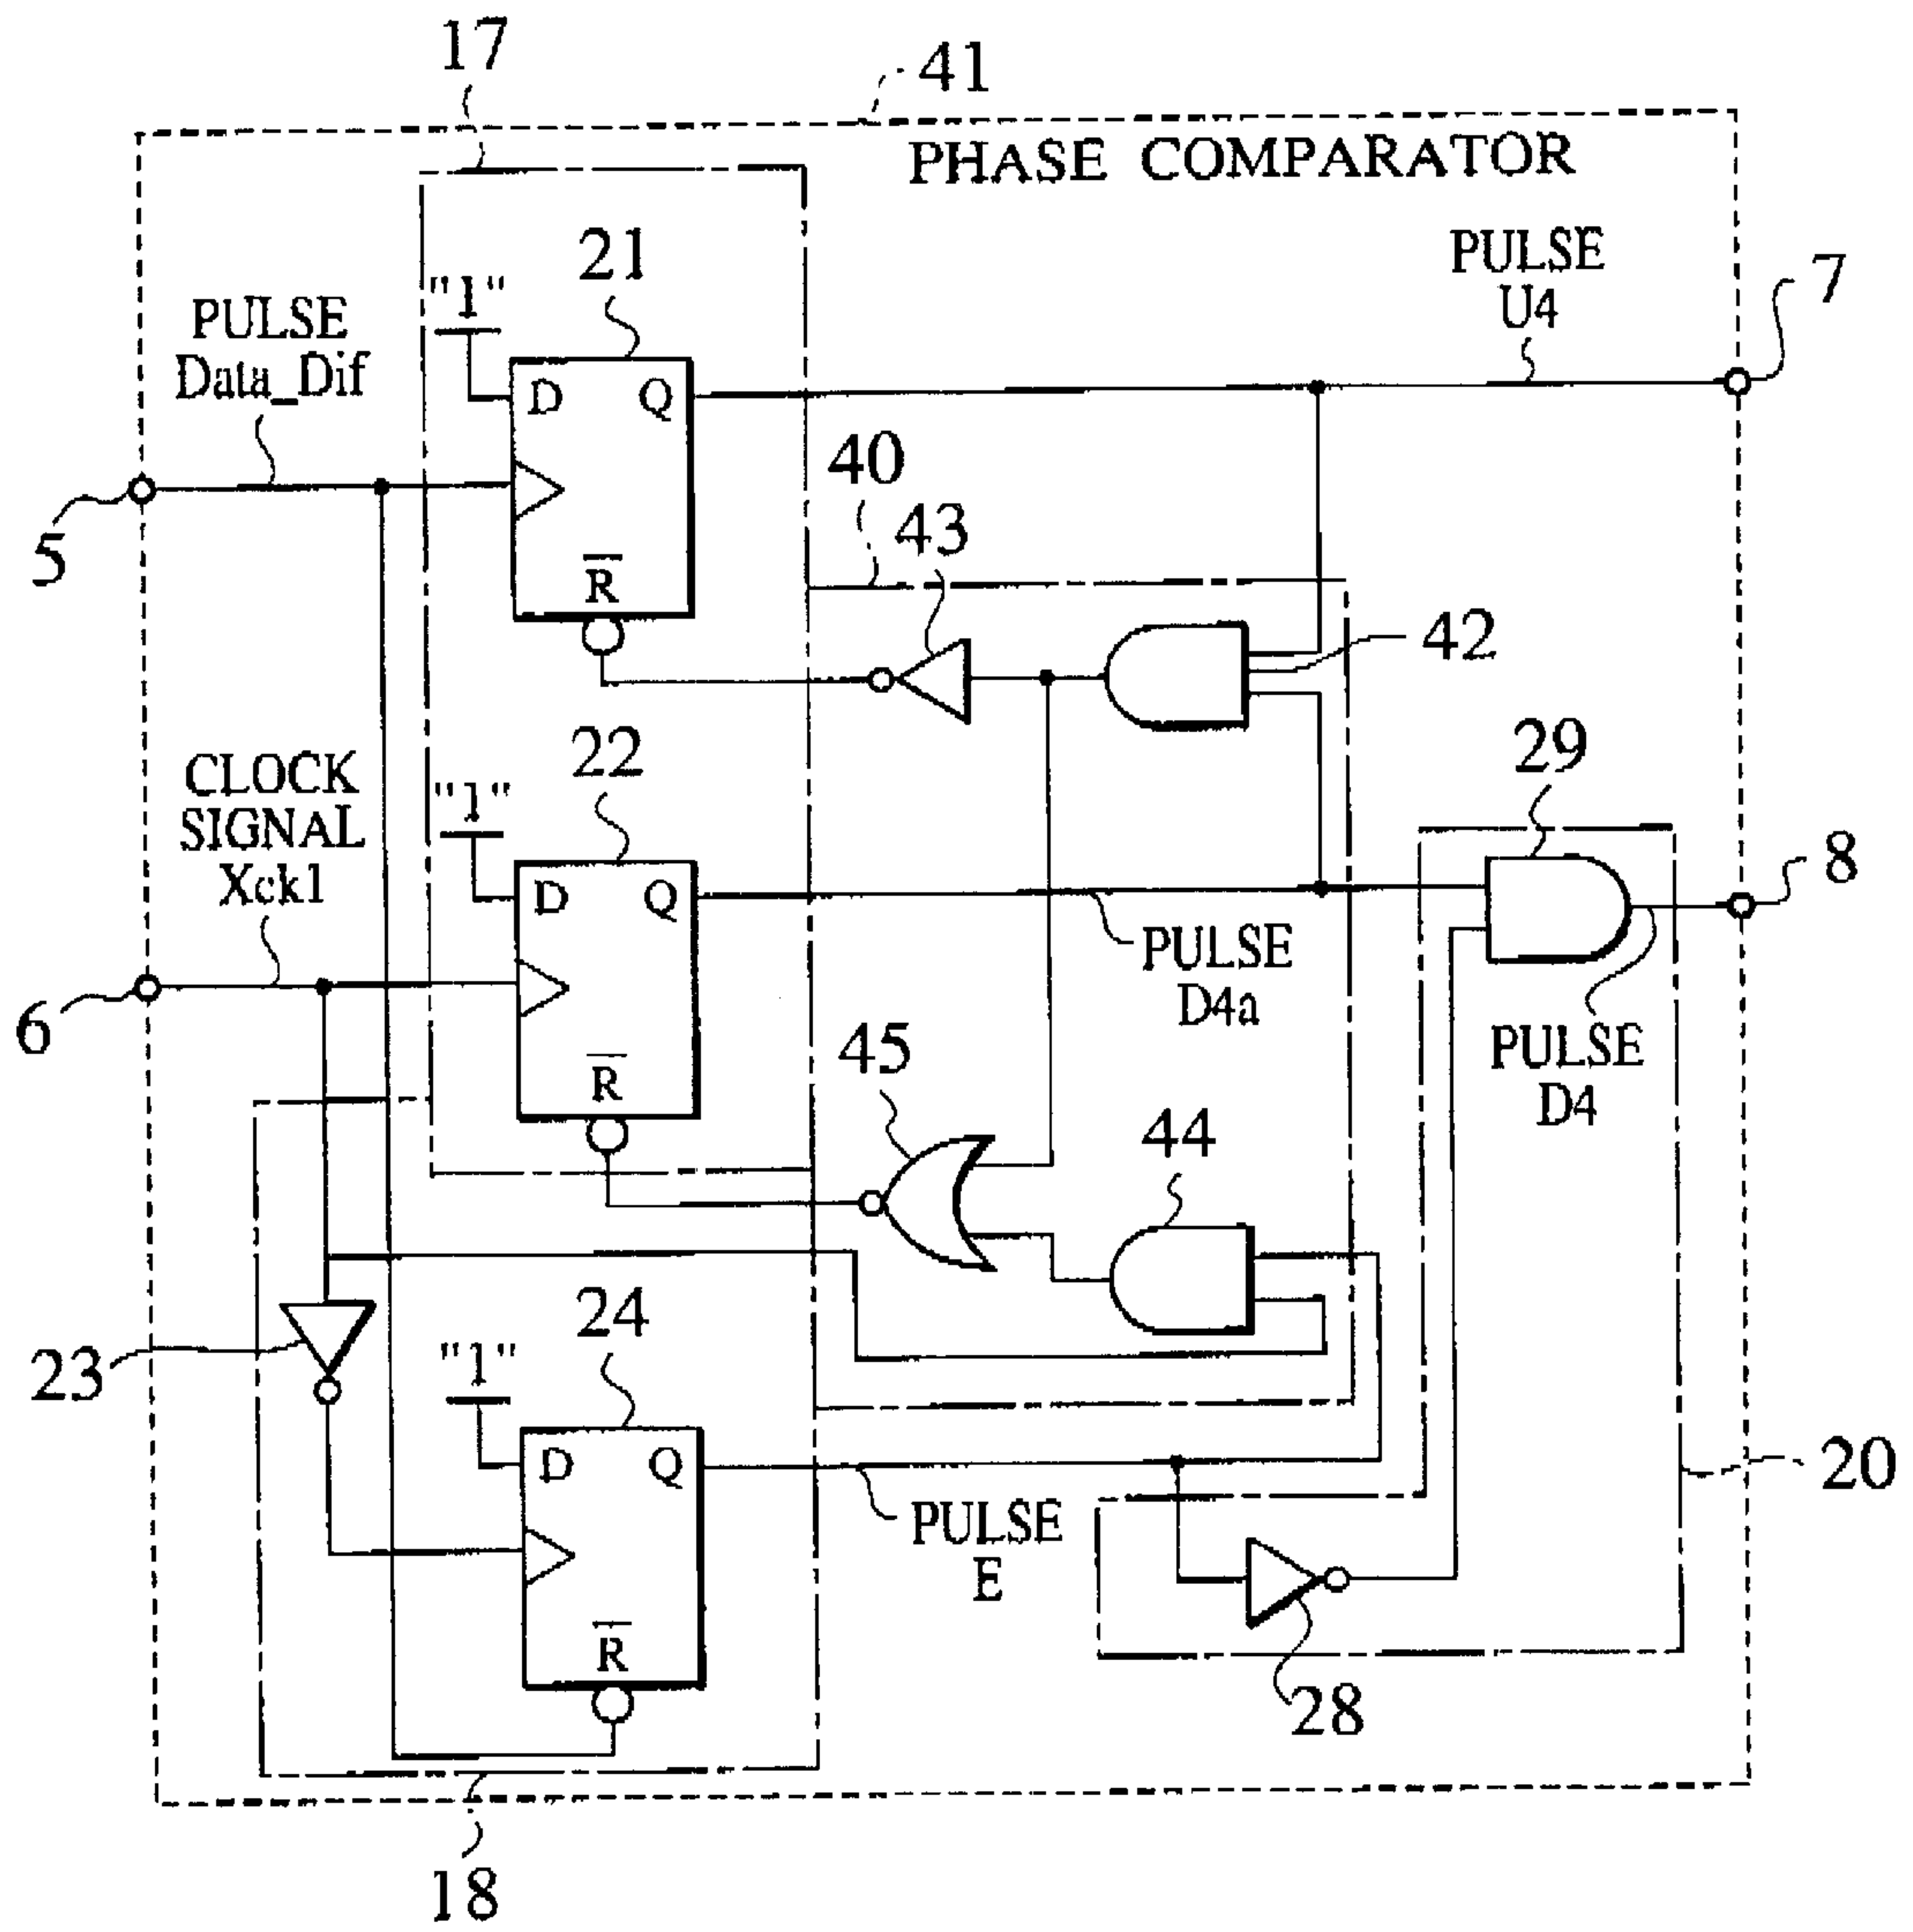 17
41
PHASE COMPARATOR
21
"1"
PULSE
Data_Dif
PULSE
U4
7
D Q
R̅
5
40
43
42
22
"1"
CLOCK
SIGNAL
Xck1
29
8
D Q
R̅
6
PULSE
D4a
PULSE
D4
45
44
23
24
"1"
D Q
R̅
PULSE
E
20
28
18